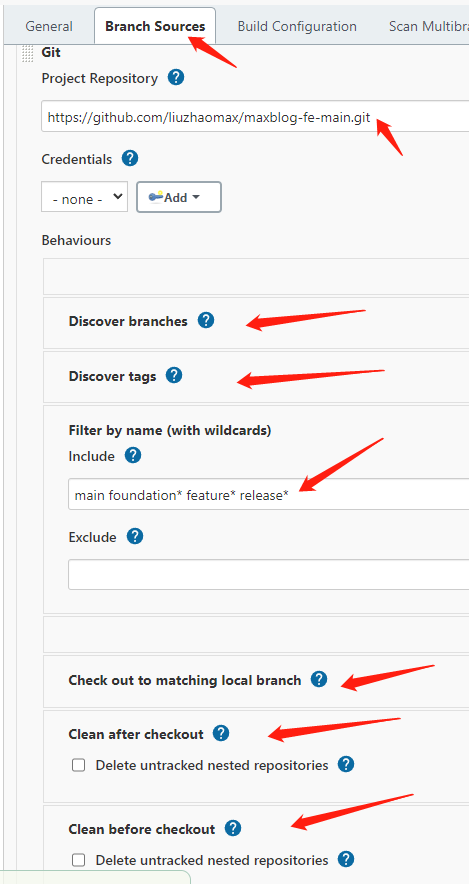 General Branch Sources Build Configuration Scan Multibra
Git
Project Repository ?
https://github.com/liuzhaomax/maxblog-fe-main.git
Credentials ?
- none - Add
Behaviours
Discover branches ?
Discover tags ?
Filter by name (with wildcards)
Include ?
main foundation* feature* release*
Exclude ?
Check out to matching local branch ?
Clean after checkout ?
Delete untracked nested repositories ?
Clean before checkout ?
Delete untracked nested repositories ?